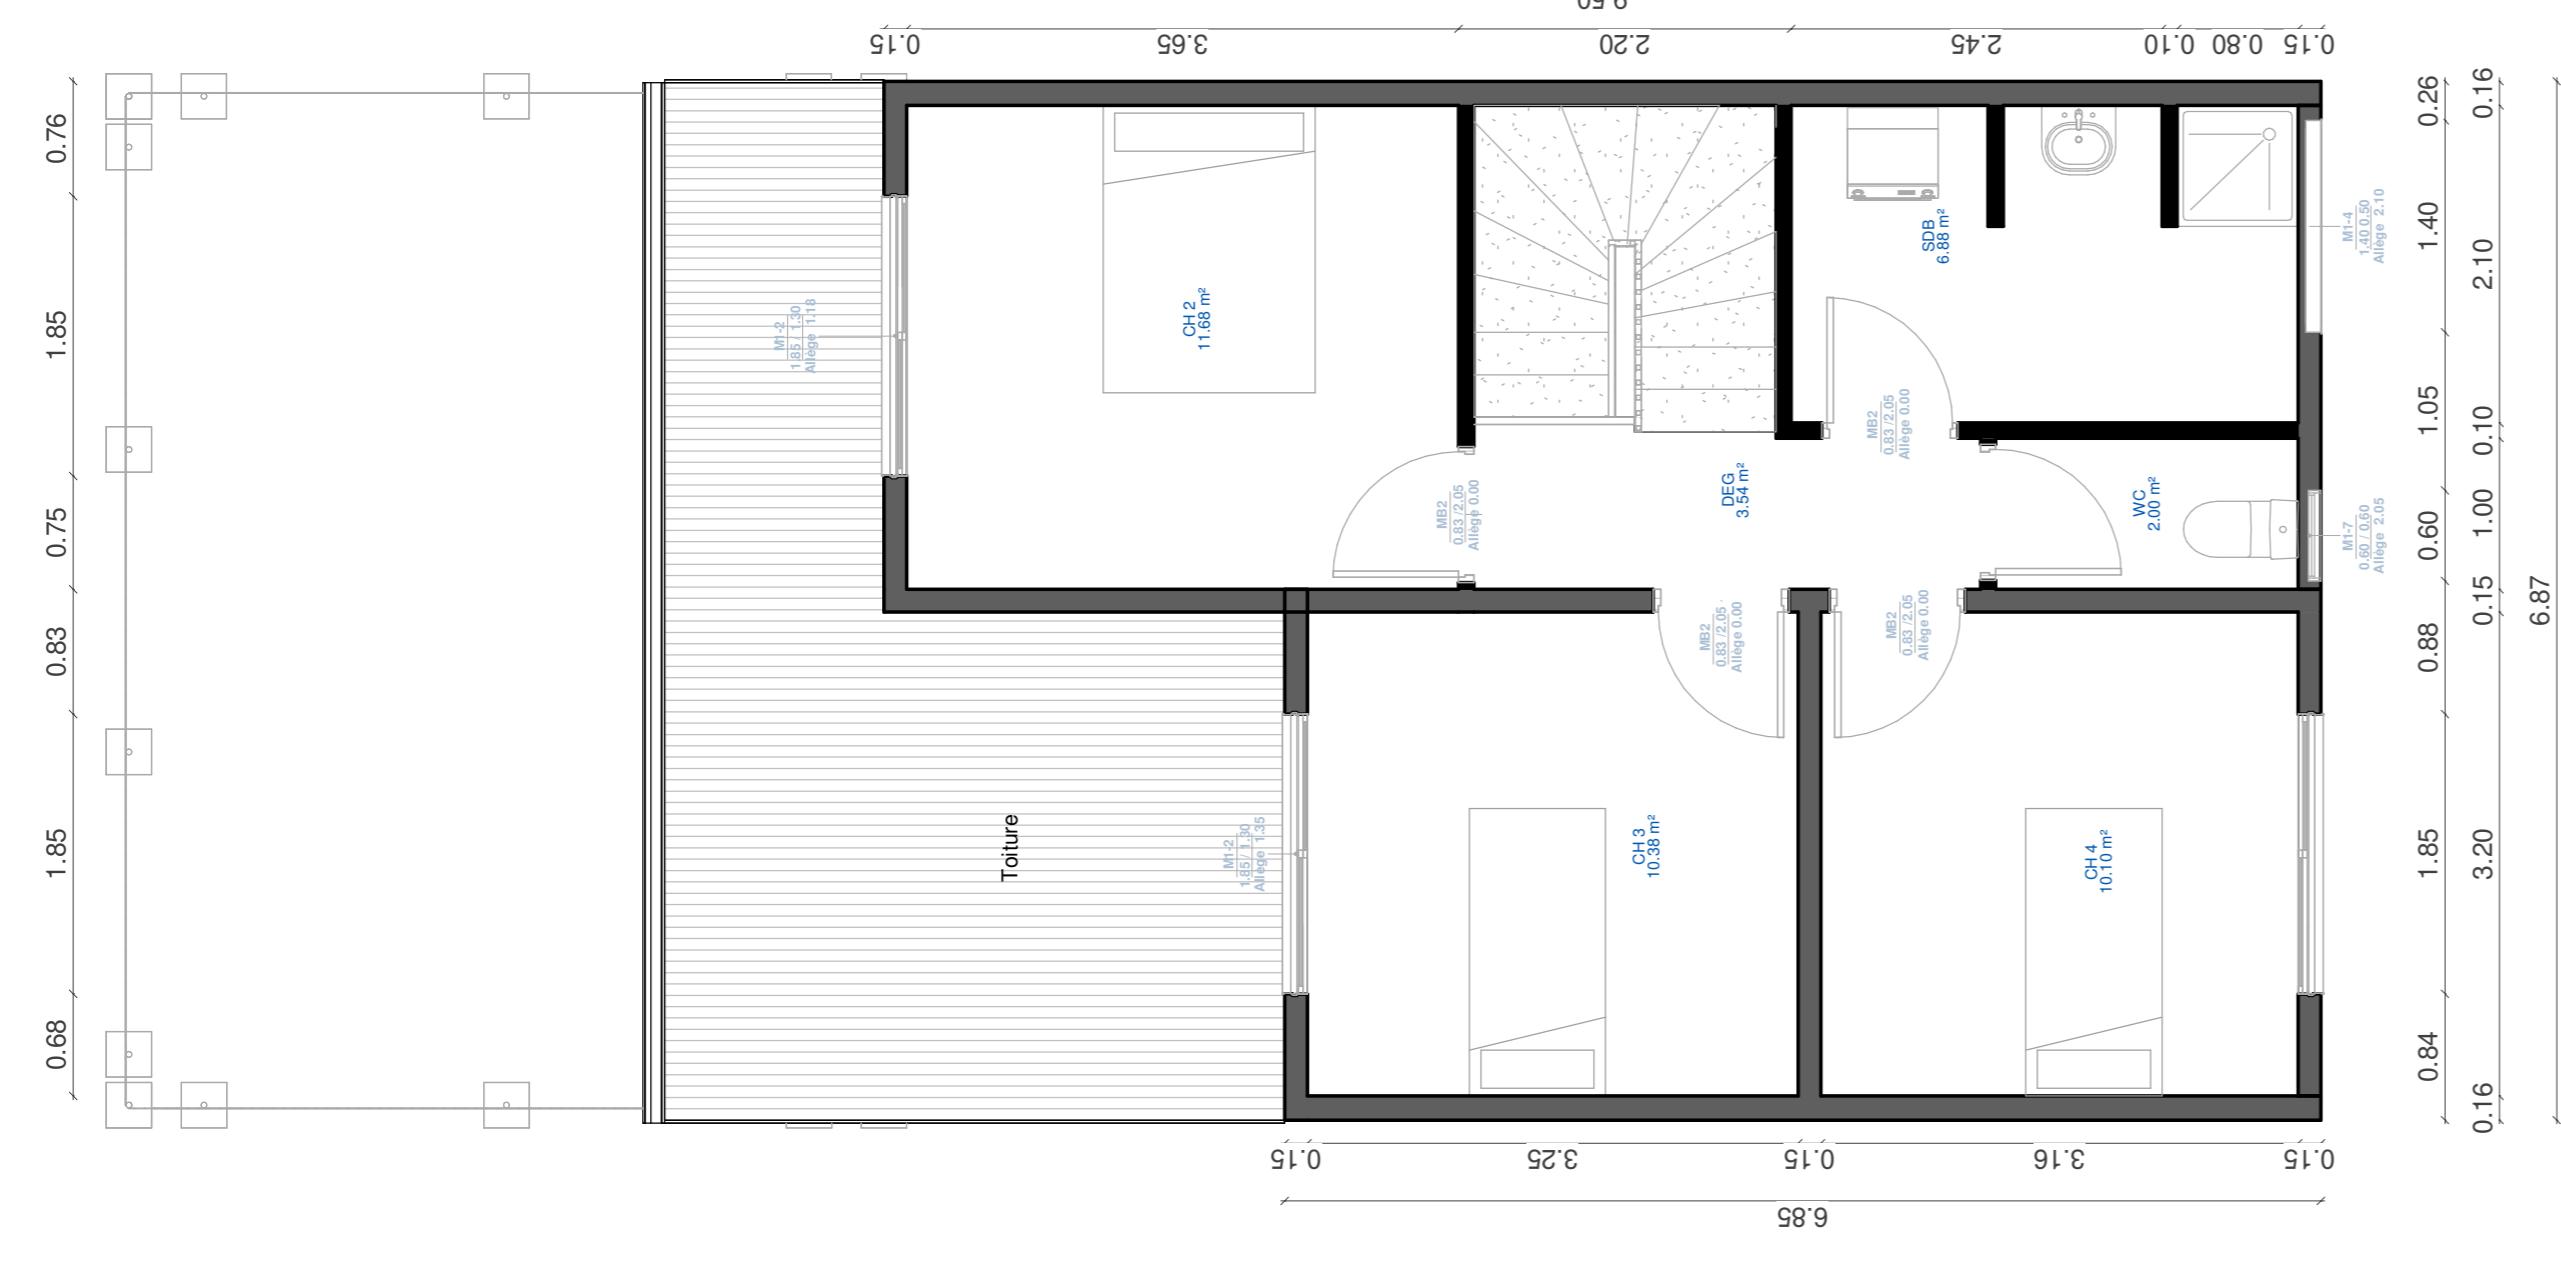 9.50
0.15
3.65
2.20
2.45
0.10
0.80
0.15
0.76
1.85
0.75
0.83
1.85
0.68
0.26
1.40
1.05
0.60
0.88
1.85
0.84
0.16
2.10
0.10
1.00
0.15
3.20
0.16
6.87
M1-2
1.85 / 1.30
Allège 1.18
CH 2
11.68 m²
SDB
6.88 m²
M1-4
1.40 0.50
Allège 2.10
MB2
0.83 /2.05
Allège 0.00
MB2
0.83 /2.05
Allège 0.00
DEG
3.54 m²
WC
2.00 m²
M1-7
0.60 / 0.60
Allège 2.05
MB2
0.83 /2.05
Allège 0.00
MB2
0.83 /2.05
Allège 0.00
Toiture
M1-2
1.85 / 1.30
Allège 1.35
CH 3
10.38 m²
CH 4
10.10 m²
0.15
3.25
0.15
3.16
0.15
6.85